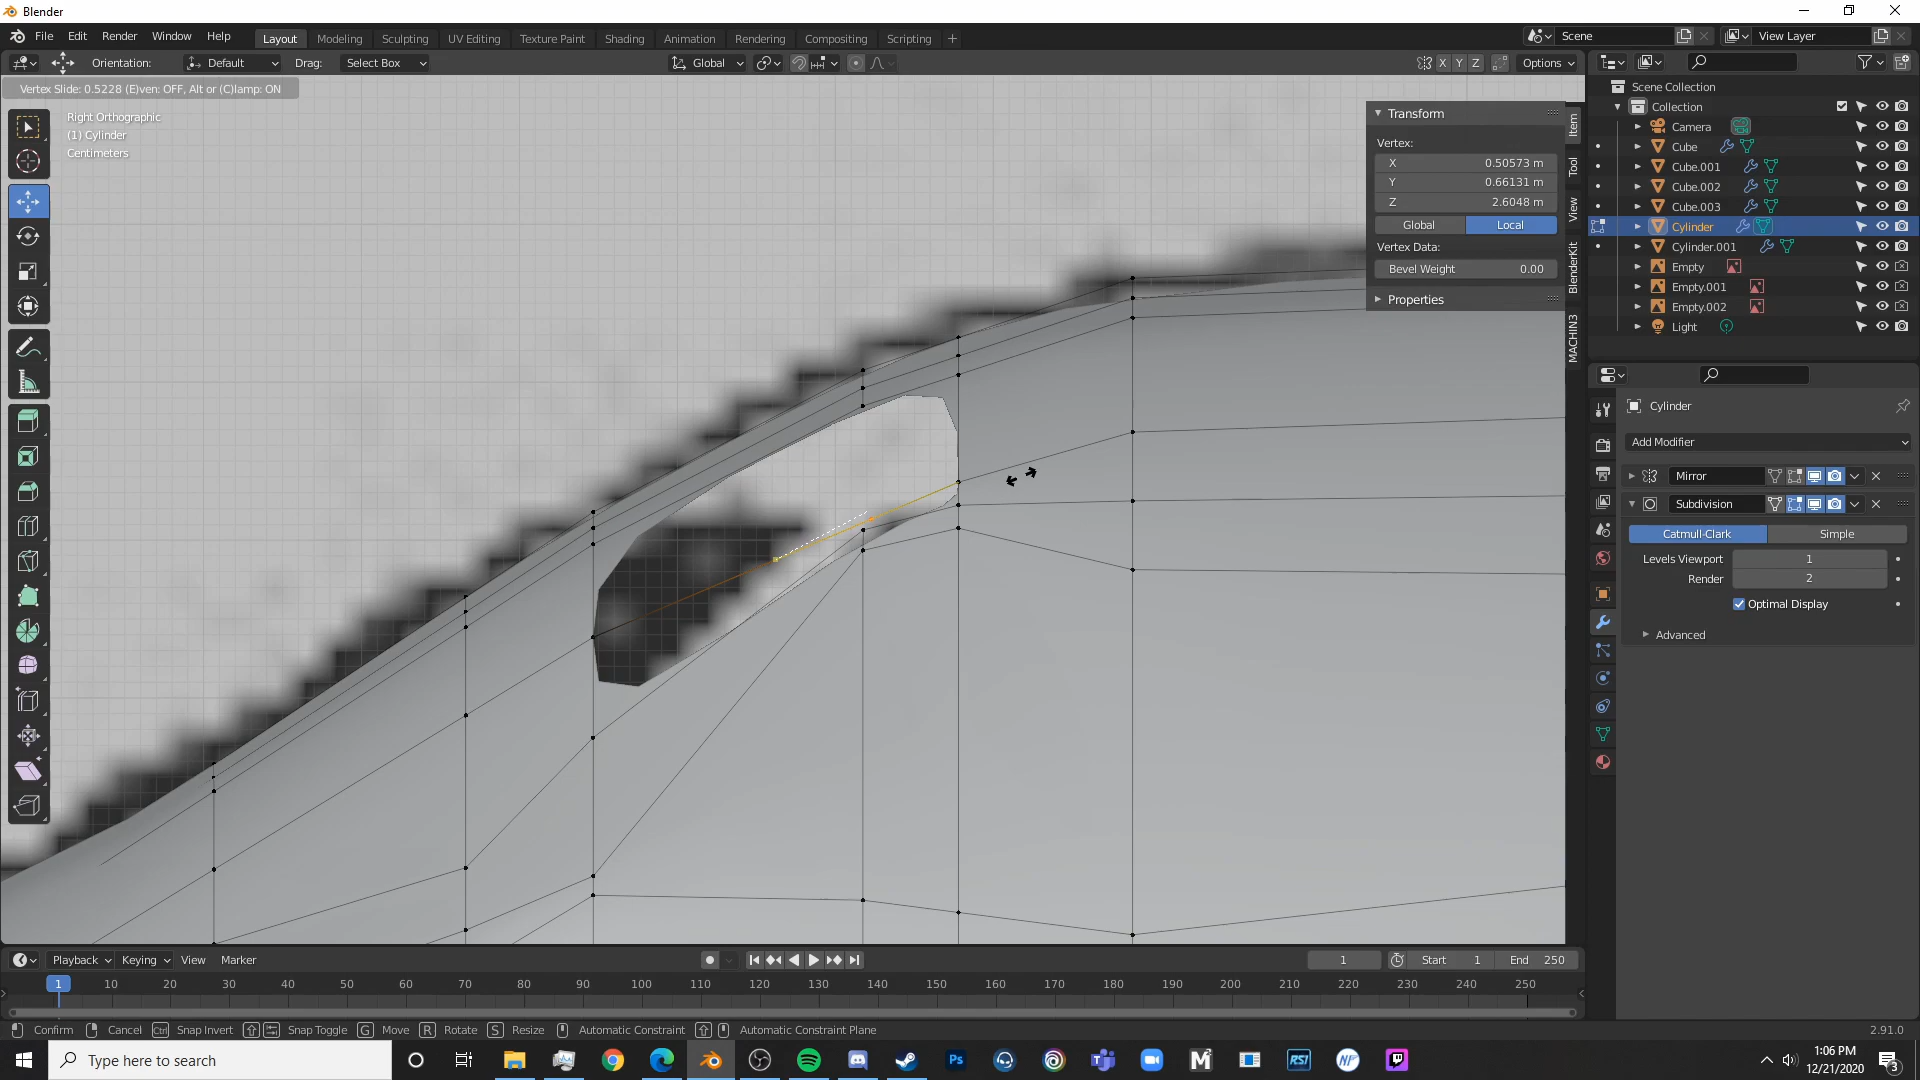 Blender
File Edit Render Window Help
Layout Modeling Sculpting UV Editing Texture Paint Shading Animation Rendering Compositing Scripting +
Scene
View Layer
Orientation: Default Drag: Select Box
Global
X Y Z Options
Vertex Slide: 0.5228 (E)ven: OFF, Alt or (C)lamp: ON
Right Orthographic
(1) Cylinder
Centimeters
Transform
Vertex:
X 0.50573 m
Y 0.66131 m
Z 2.6048 m
Global Local
Vertex Data:
Bevel Weight 0.00
Properties
Item
Tool
View
BlenderKit
MACHIN3
Scene Collection
Collection
Camera
Cube
Cube.001
Cube.002
Cube.003
Cylinder
Cylinder.001
Empty
Empty.001
Empty.002
Light
Cylinder
Add Modifier
Mirror
Subdivision
Catmull-Clark Simple
Levels Viewport 1
Render 2
Optimal Display
Advanced
Playback Keying View Marker
1 Start 1 End 250
1 10 20 30 40 50 60 70 80 90 100 110 120 130 140 150 160 170 180 190 200 210 220 230 240 250
Confirm Cancel Ctrl Snap Invert Snap Toggle G Move R Rotate S Resize Automatic Constraint Automatic Constraint Plane 2.91.0
Type here to search
Ps
M
RSI
NP
1:06 PM
12/21/2020
3